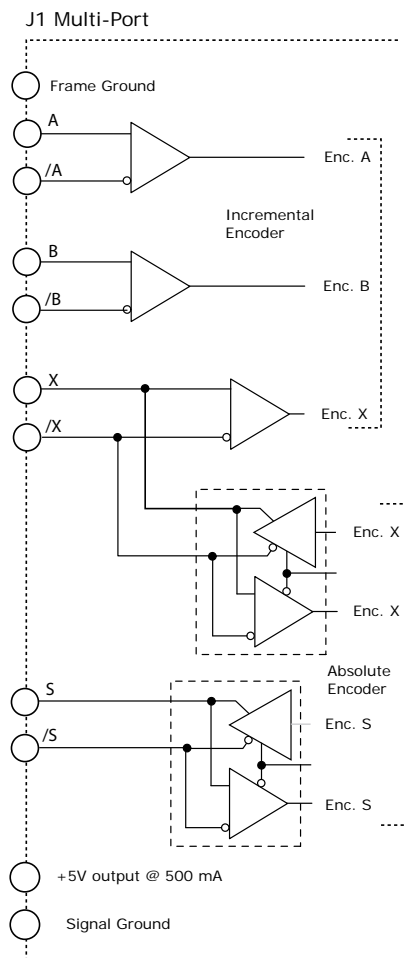 J1 Multi-Port
Frame Ground
A
/A
Enc. A
Incremental
Encoder
B
/B
Enc. B
X
/X
Enc. X
Enc. X
Enc. X
Absolute
Encoder
S
/S
Enc. S
Enc. S
+5V output @ 500 mA
Signal Ground